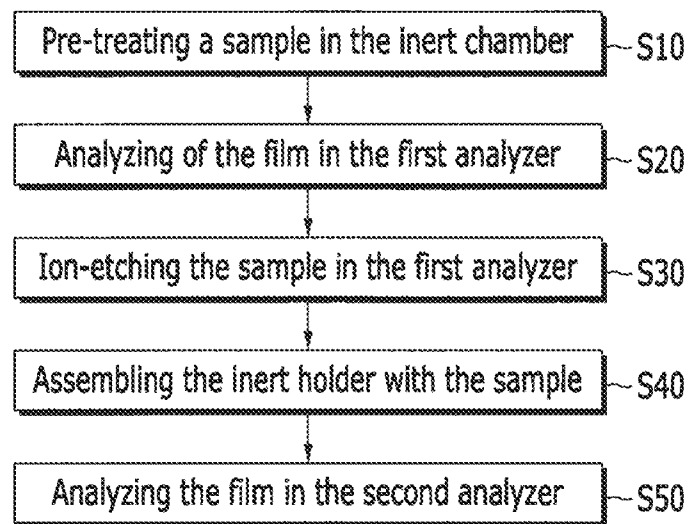 Pre-treating a sample in the inert chamber S10
Analyzing of the film in the first analyzer S20
Ion-etching the sample in the first analyzer S30
Assembling the inert holder with the sample S40
Analyzing the film in the second analyzer S50